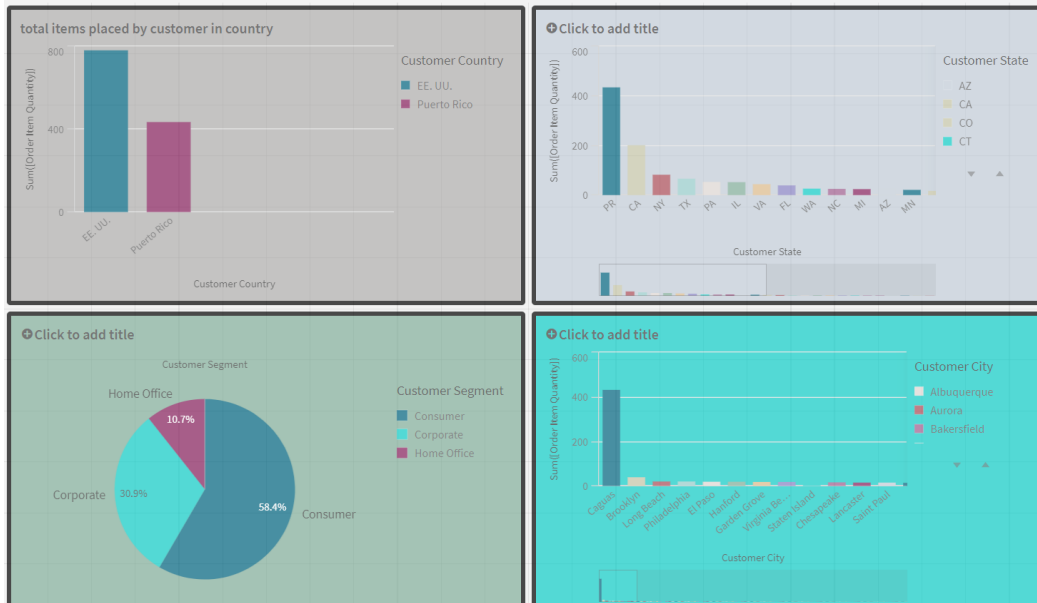 total items placed by customer in country
Sum([Order Item Quantity])
800
400
0
EE. UU.
Puerto Rico
Customer Country
Customer Country
EE. UU.
Puerto Rico
Click to add title
Sum([Order Item Quantity])
600
400
200
0
PR
CA
NY
TX
PA
IL
VA
FL
WA
NC
MI
AZ
MN
Customer State
Customer State
AZ
CA
CO
CT
Click to add title
Customer Segment
Home Office
10.7%
Corporate
30.9%
58.4%
Consumer
Customer Segment
Consumer
Corporate
Home Office
Click to add title
Sum([Order Item Quantity])
600
400
200
0
Caguas
Brooklyn
Long Beach
Philadelphia
El Paso
Hanford
Garden Grove
Virginia Be...
Staten Island
Chesapeake
Lancaster
Saint Paul
Customer City
Customer City
Albuquerque
Aurora
Bakersfield